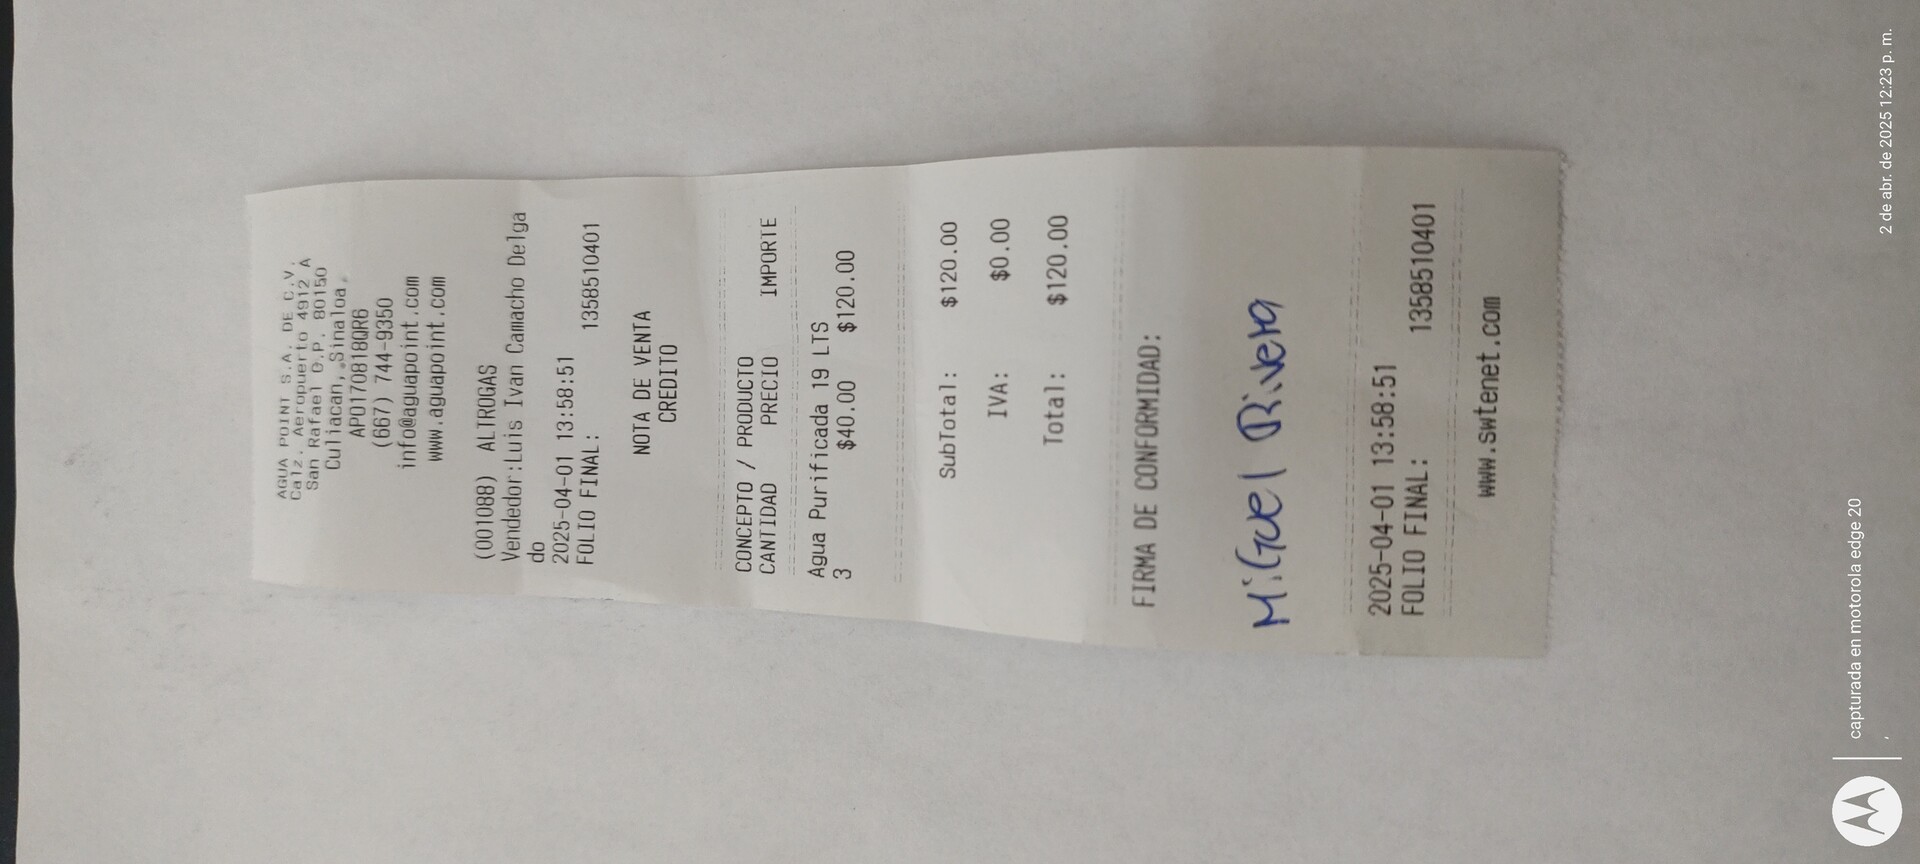 AGUA POINT S.A. DE C.V.
Calz. Aeropuerto 4912 A
San Rafael C.P. 80150
Culiacan, Sinaloa.
APO170818QR6
(667) 744-9350
info@aguapoint.com
www.aguapoint.com
(001088) ALTROGAS
Vendedor:Luis Ivan Camacho Delga
do
2025-04-01 13:58:51
FOLIO FINAL: 1358510401
NOTA DE VENTA
CREDITO
CONCEPTO / PRODUCTO
CANTIDAD PRECIO IMPORTE
Agua Purificada 19 LTS
3 $40.00 $120.00
SubTotal: $120.00
IVA: $0.00
Total: $120.00
FIRMA DE CONFORMIDAD:
Miguel Rivera
2025-04-01 13:58:51
FOLIO FINAL: 1358510401
www.swtenet.com
capturada en motorola edge 20
,
2 de abr. de 2025 12:23 p. m.